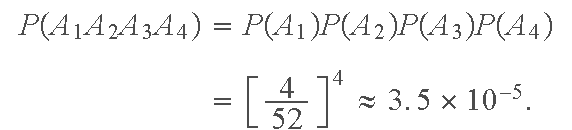 P(A₁A₂A₃A₄) = P(A₁)P(A₂)P(A₃)P(A₄)
= [4/52]⁴ ≈ 3.5 × 10⁻⁵.